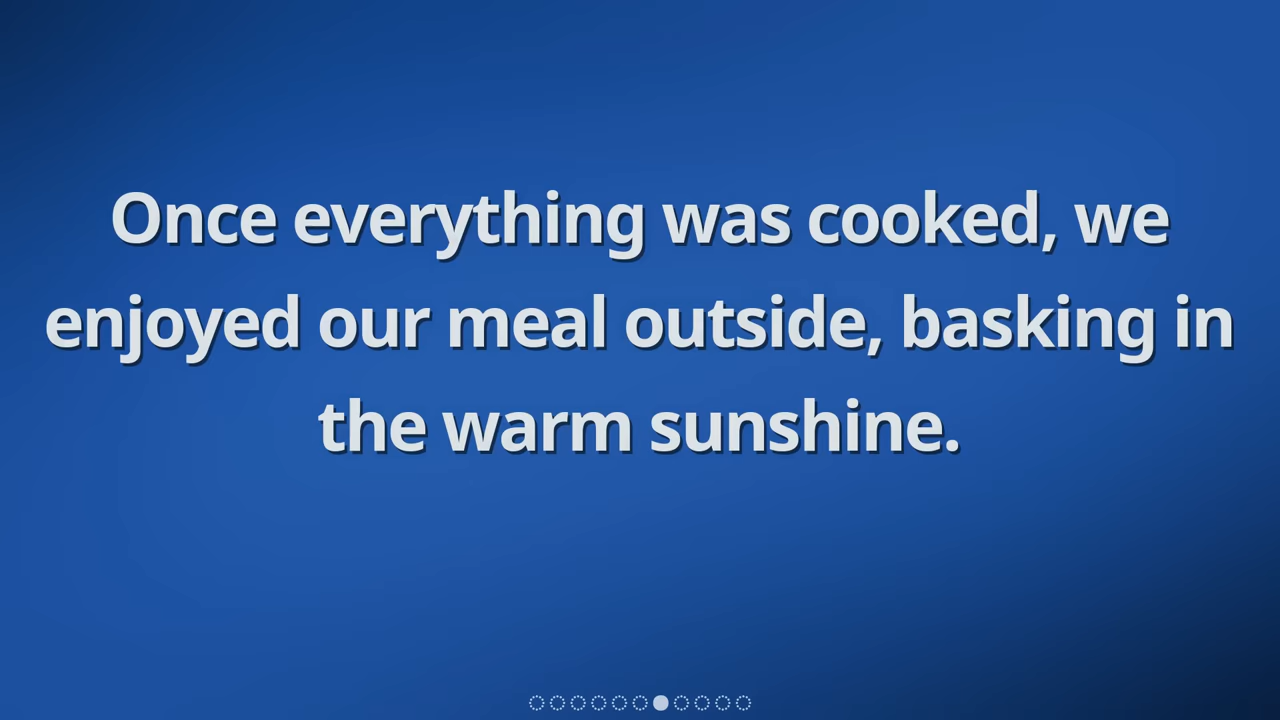 Once everything was cooked, we
enjoyed our meal outside, basking in
the warm sunshine.